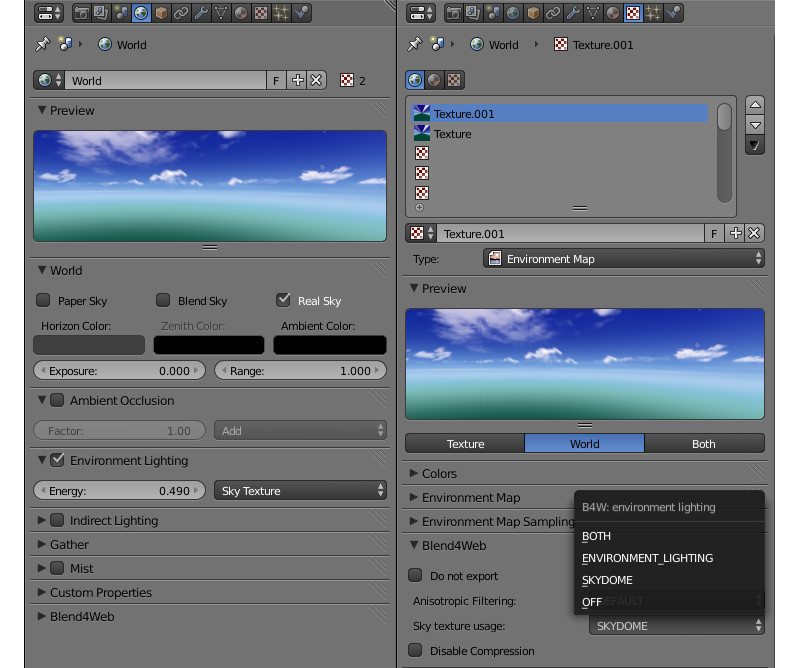 World
World
F
2
Preview
World
Paper Sky
Blend Sky
Real Sky
Horizon Color:
Zenith Color:
Ambient Color:
Exposure: 0.000
Range: 1.000
Ambient Occlusion
Factor: 1.00
Add
Environment Lighting
Energy: 0.490
Sky Texture
Indirect Lighting
Gather
Mist
Custom Properties
Blend4Web
World
Texture.001
Texture.001
Texture
Texture.001
F
Type:
Environment Map
Preview
Texture
World
Both
Colors
Environment Map
Environment Map Sampling
Blend4Web
Do not export
Anisotropic Filtering:
DEFAULT
Sky texture usage:
SKYDOME
Disable Compression
B4W: environment lighting
BOTH
ENVIRONMENT_LIGHTING
SKYDOME
OFF